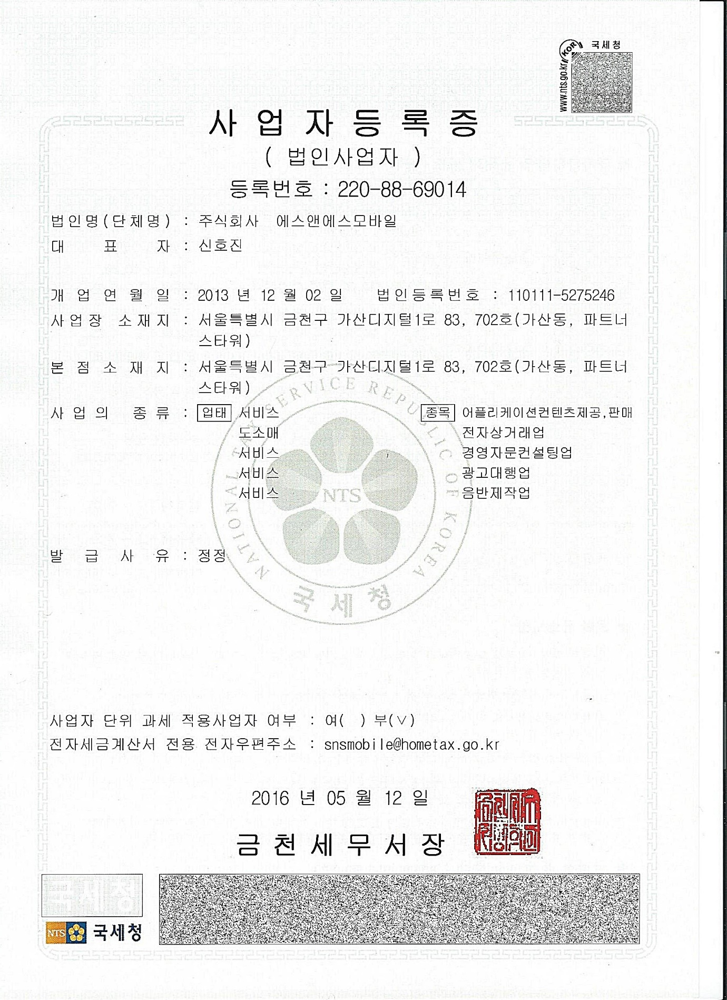 국세청
KOR
www.nts.go.kr
사 업 자 등 록 증
( 법인사업자 )
등록번호 : 220-88-69014
법인명(단체명) : 주식회사 에스앤에스모바일
대 표 자 : 신호진
개 업 연 월 일 : 2013 년 12 월 02 일 법인등록번호 : 110111-5275246
사업장 소재지 : 서울특별시 금천구 가산디지털1로 83, 702호(가산동, 파트너
스타워)
본 점 소 재 지 : 서울특별시 금천구 가산디지털1로 83, 702호(가산동, 파트너
스타워)
사 업 의 종 류 : 업태 서비스 종목 어플리케이션컨텐츠제공,판매
도소매 전자상거래업
서비스 경영자문컨설팅업
서비스 광고대행업
서비스 음반제작업
NATIONAL TAX SERVICE REPUBLIC OF KOREA
NTS
국세청
발 급 사 유 : 정정
사업자 단위 과세 적용사업자 여부 : 여( ) 부(∨)
전자세금계산서 전용 전자우편주소 : snsmobile@hometax.go.kr
2016 년 05 월 12 일
금 천 세 무 서 장
국세청
NTS 국세청